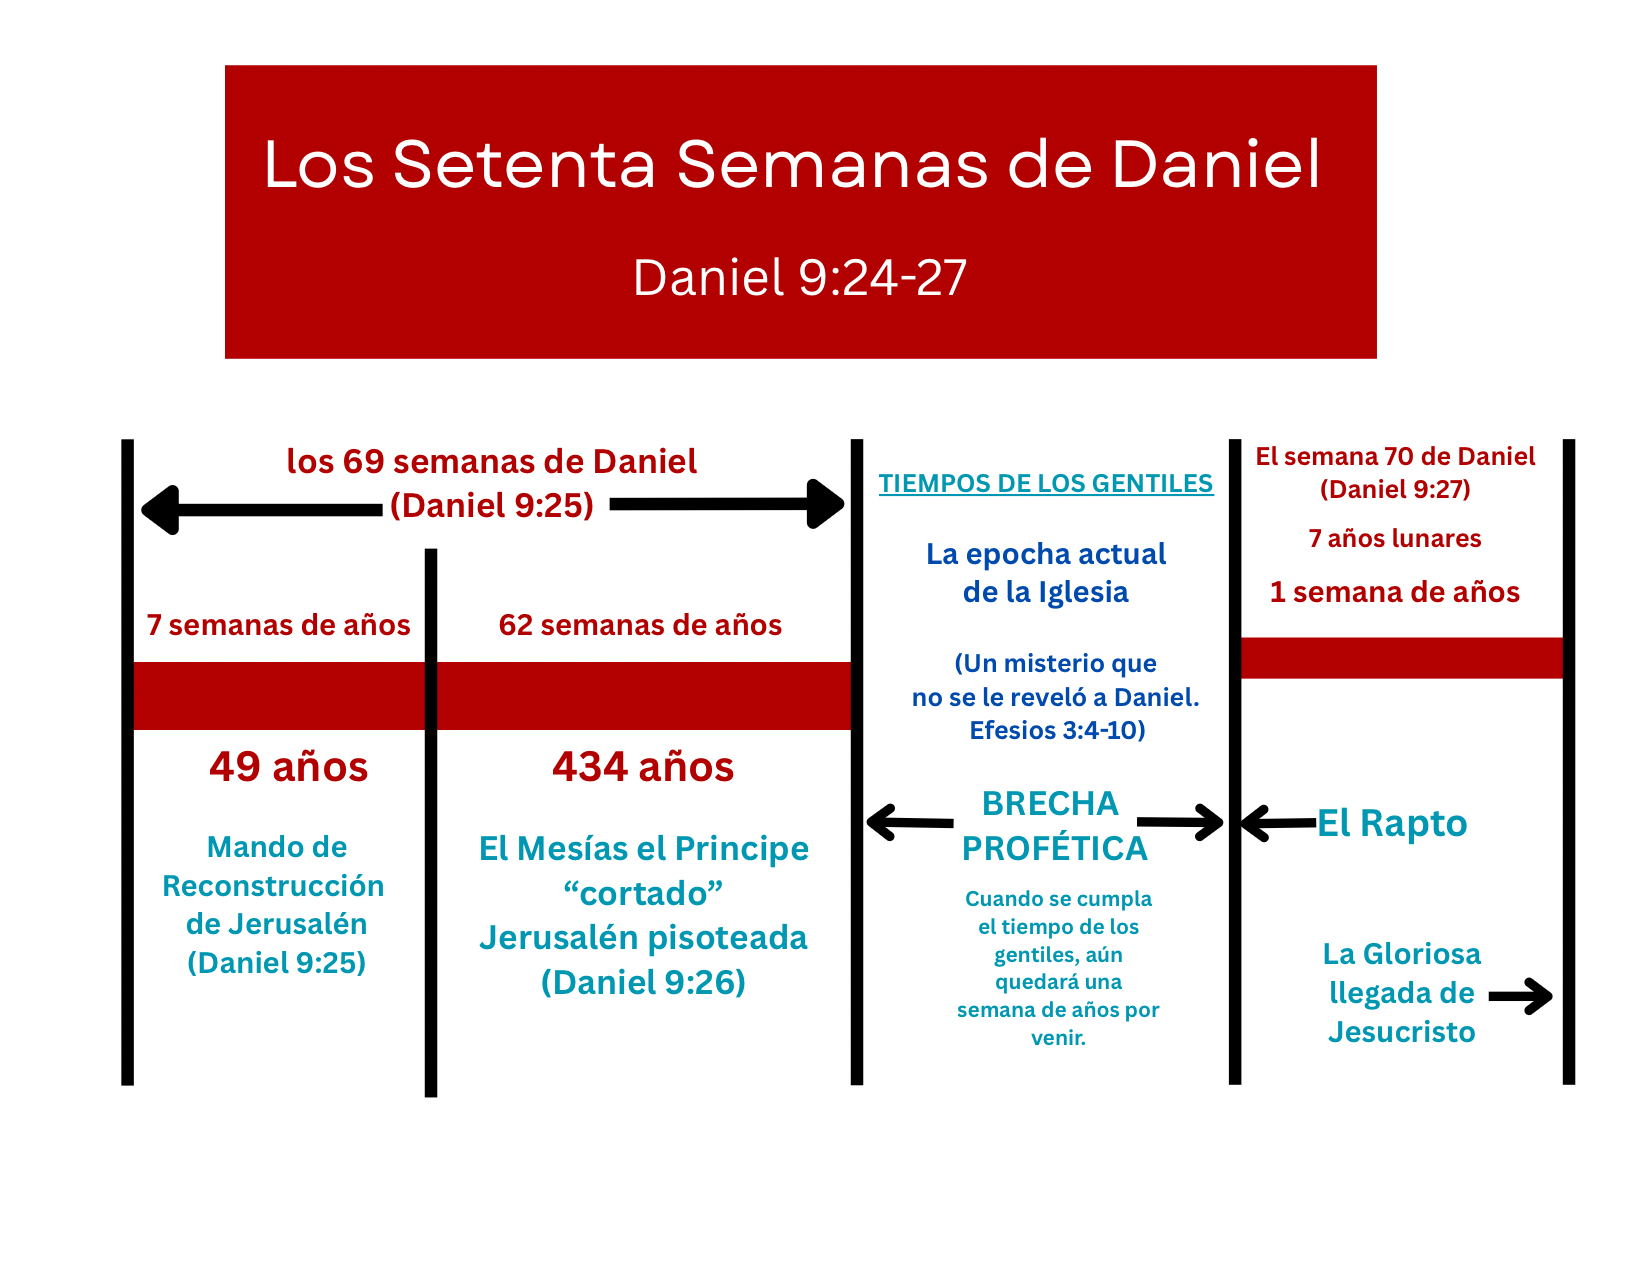 Los Setenta Semanas de Daniel
Daniel 9:24-27
los 69 semanas de Daniel
(Daniel 9:25)
7 semanas de años
62 semanas de años
49 años
434 años
Mando de
Reconstrucción
de Jerusalén
(Daniel 9:25)
El Mesías el Principe
“cortado”
Jerusalén pisoteada
(Daniel 9:26)
TIEMPOS DE LOS GENTILES
La epocha actual
de la Iglesia
(Un misterio que
no se le reveló a Daniel.
Efesios 3:4-10)
BRECHA
PROFÉTICA
Cuando se cumpla
el tiempo de los
gentiles, aún
quedará una
semana de años por
venir.
El semana 70 de Daniel
(Daniel 9:27)
7 años lunares
1 semana de años
El Rapto
La Gloriosa
llegada de
Jesucristo